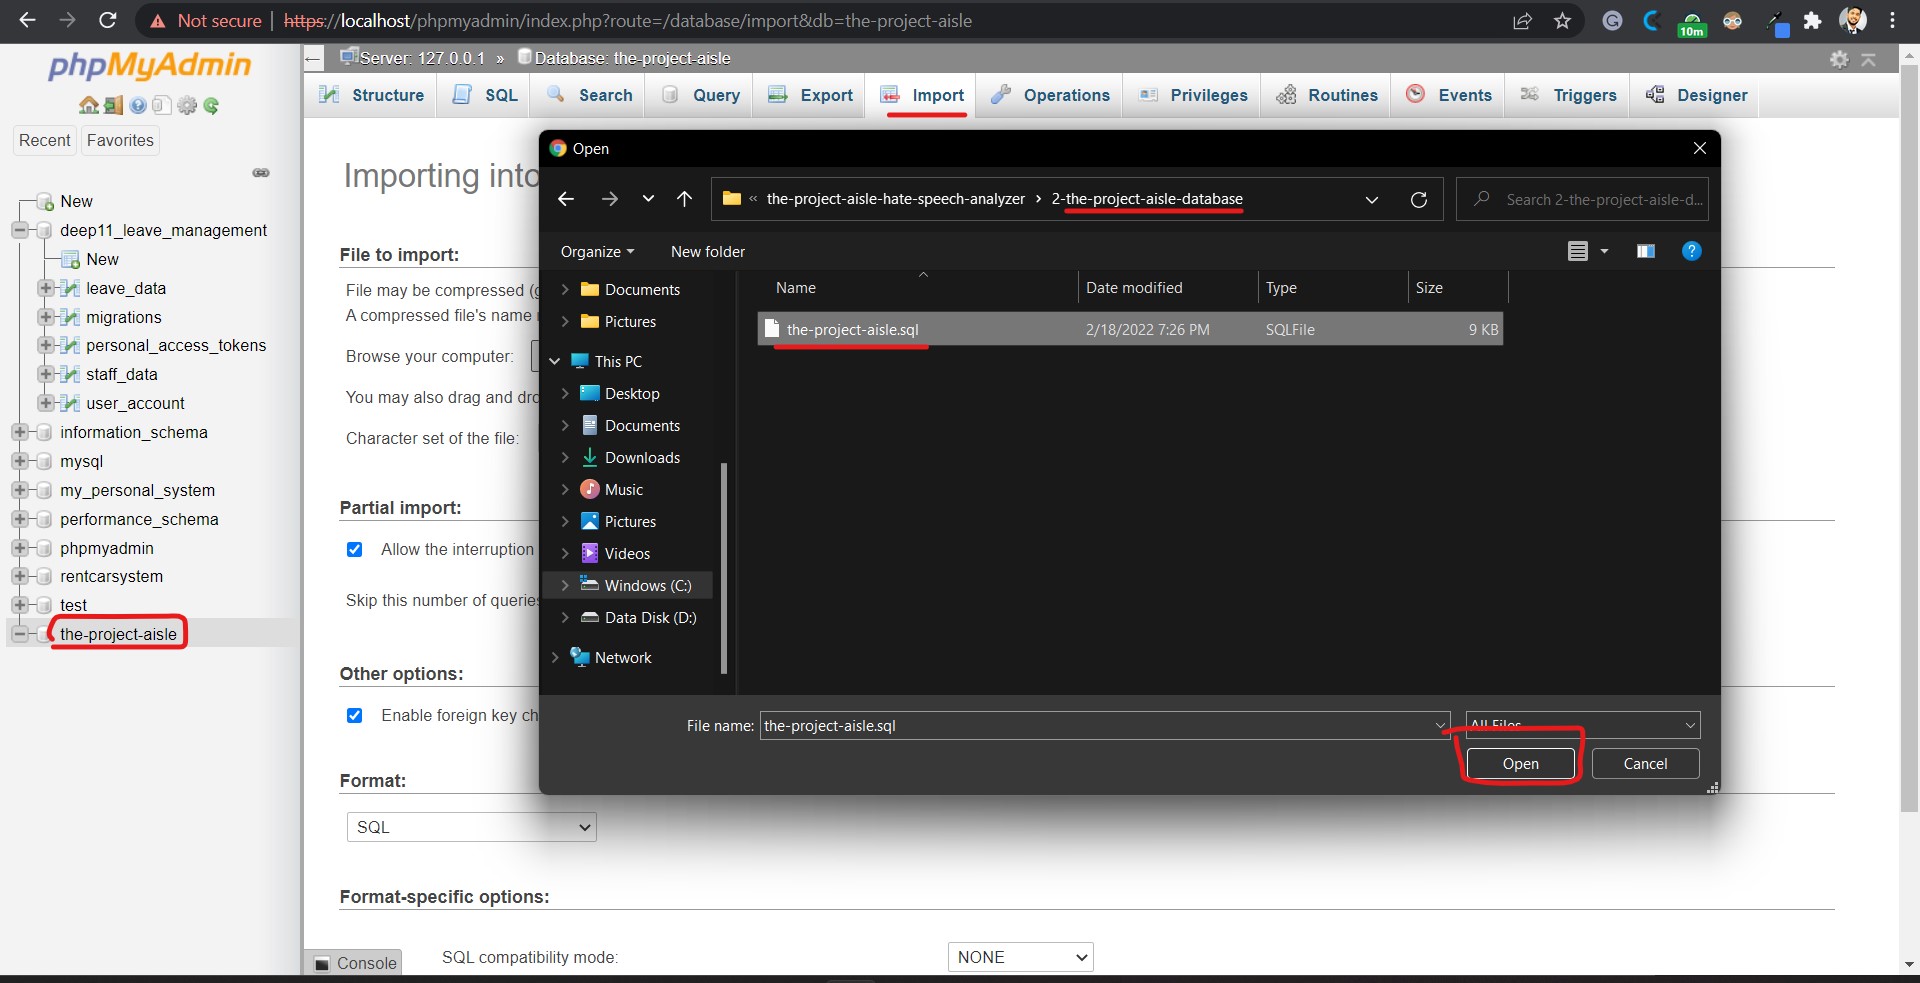 Not secure | https://localhost/phpmyadmin/index.php?route=/database/import&db=the-project-aisle
10m
phpMyAdmin
Recent Favorites
New
deep11_leave_management
New
leave_data
migrations
personal_access_tokens
staff_data
user_account
information_schema
mysql
my_personal_system
performance_schema
phpmyadmin
rentcarsystem
test
the-project-aisle
Server: 127.0.0.1 » Database: the-project-aisle
Structure SQL Search Query Export Import Operations Privileges Routines Events Triggers Designer
Importing into
File to import:
File may be compressed (
A compressed file's name
Browse your computer:
You may also drag and
Character set of the file:
Partial import:
Allow the interruption
Skip this number of queries
Other options:
Enable foreign key
Format:
SQL
Format-specific options:
SQL compatibility mode: NONE
Console
Open
« the-project-aisle-hate-speech-analyzer › 2-the-project-aisle-database
Search 2-the-project-aisle-d...
Organize New folder
Documents
Pictures
This PC
Desktop
Documents
Downloads
Music
Pictures
Videos
Windows (C:)
Data Disk (D:)
Network
Name Date modified Type Size
the-project-aisle.sql 2/18/2022 7:26 PM SQLFile 9 KB
File name: the-project-aisle.sql All Files
Open Cancel